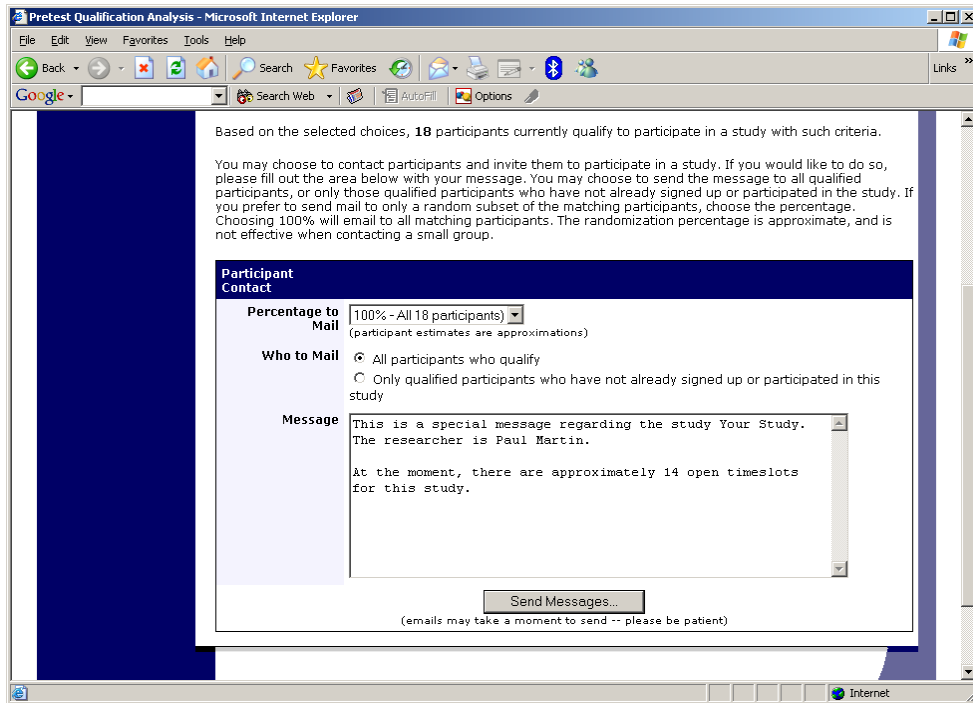 Pretest Qualification Analysis - Microsoft Internet Explorer
File Edit View Favorites Tools Help
Back Search Favorites Links »
Google Search Web AutoFill Options
Based on the selected choices, 18 participants currently qualify to participate in a study with such criteria.
You may choose to contact participants and invite them to participate in a study. If you would like to do so,
please fill out the area below with your message. You may choose to send the message to all qualified
participants, or only those qualified participants who have not already signed up or participated in the study. If
you prefer to send mail to only a random subset of the matching participants, choose the percentage.
Choosing 100% will email to all matching participants. The randomization percentage is approximate, and is
not effective when contacting a small group.
Participant
Contact
Percentage to
Mail
100% - All 18 participants)
(participant estimates are approximations)
Who to Mail
All participants who qualify
Only qualified participants who have not already signed up or participated in this
study
Message
This is a special message regarding the study Your Study.
The researcher is Paul Martin.
At the moment, there are approximately 14 open timeslots
for this study.
Send Messages...
(emails may take a moment to send -- please be patient)
Internet